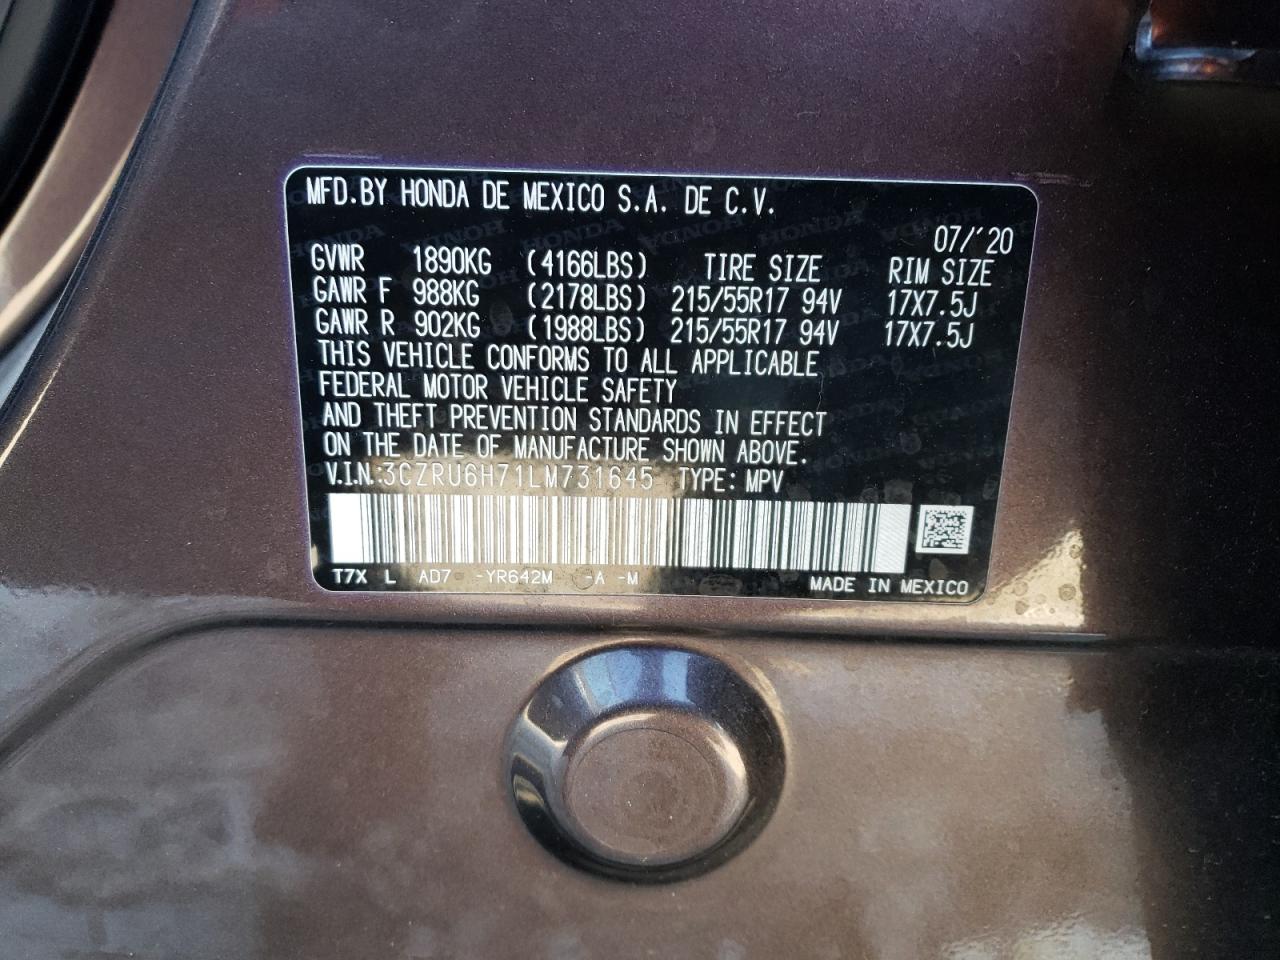 MFD.BY HONDA DE MEXICO S.A. DE C.V.
07/'20
GVWR 1890KG (4166LBS) TIRE SIZE RIM SIZE
GAWR F 988KG (2178LBS) 215/55R17 94V 17X7.5J
GAWR R 902KG (1988LBS) 215/55R17 94V 17X7.5J
THIS VEHICLE CONFORMS TO ALL APPLICABLE
FEDERAL MOTOR VEHICLE SAFETY
AND THEFT PREVENTION STANDARDS IN EFFECT
ON THE DATE OF MANUFACTURE SHOWN ABOVE.
V.I.N.:3CZRU6H71LM731645 TYPE: MPV
T7X L AD7 -YR642M -A -M MADE IN MEXICO